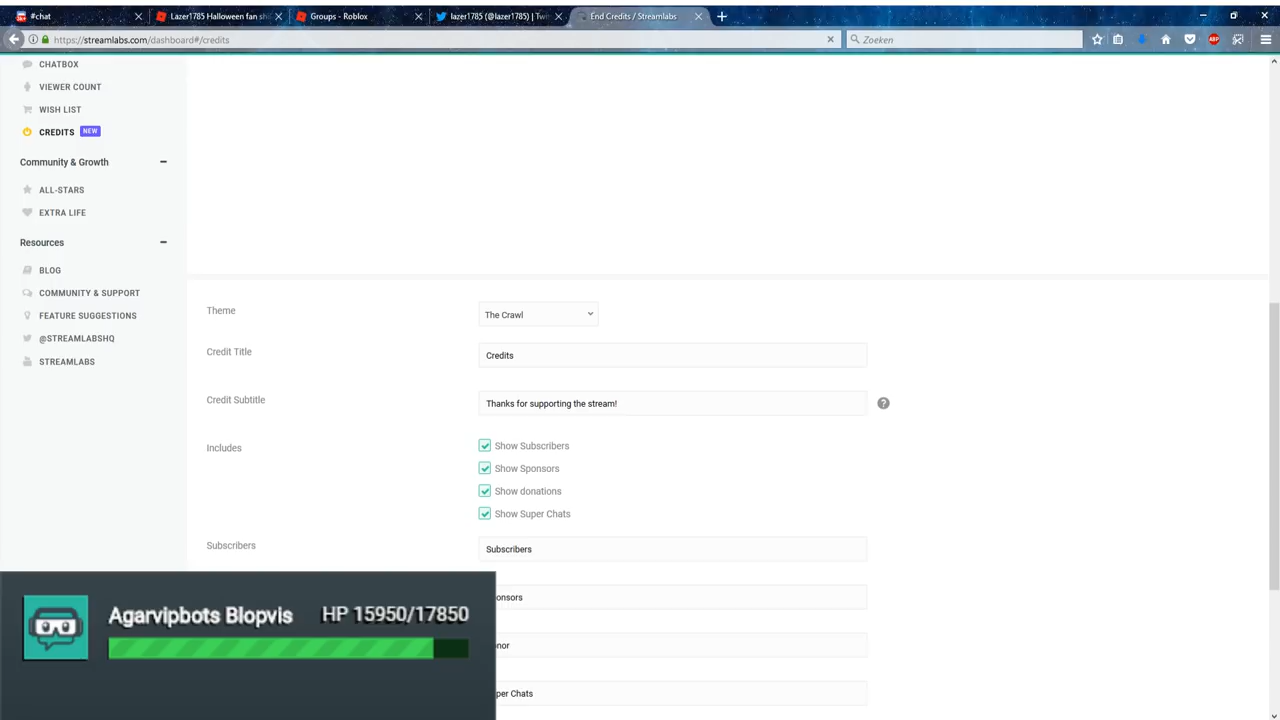 #chat
Lazer1785 Halloween fan shi
Groups - Roblox
lazer1785 (@lazer1785) | Twi
End Credits / Streamlabs
https://streamlabs.com/dashboard#/credits
Zoeken
ABP
CHATBOX
VIEWER COUNT
WISH LIST
CREDITS NEW
Community & Growth
ALL-STARS
EXTRA LIFE
Resources
BLOG
COMMUNITY & SUPPORT
FEATURE SUGGESTIONS
@STREAMLABSHQ
STREAMLABS
Theme
The Crawl
Credit Title
Credits
Credit Subtitle
Thanks for supporting the stream!
?
Includes
Show Subscribers
Show Sponsors
Show donations
Show Super Chats
Subscribers
Subscribers
onsors
nor
per Chats
Agarvipbots Blopvis HP 15950/17850